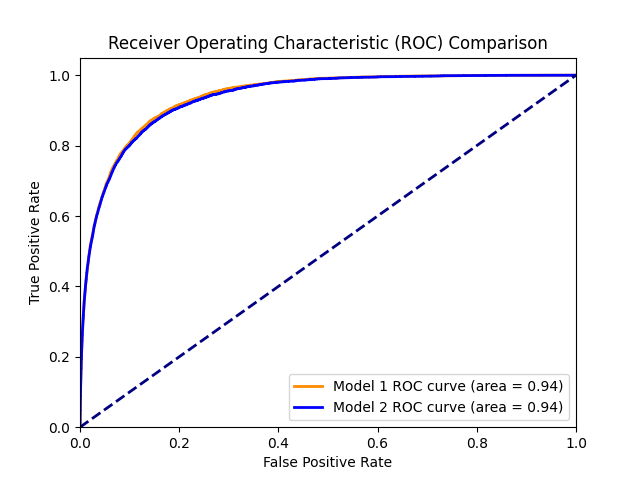 Receiver Operating Characteristic (ROC) Comparison
1.0
0.8
0.6
0.4
0.2
0.0
True Positive Rate
Model 1 ROC curve (area = 0.94)
Model 2 ROC curve (area = 0.94)
0.0 0.2 0.4 0.6 0.8 1.0
False Positive Rate